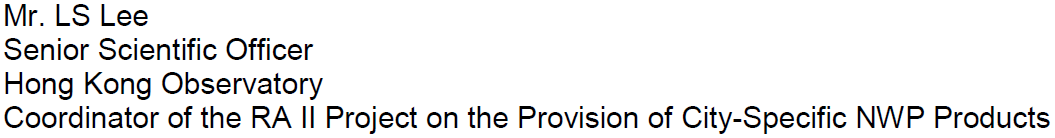 Mr. LS Lee
Senior Scientific Officer
Hong Kong Observatory
Coordinator of the RA II Project on the Provision of City-Specific NWP Products